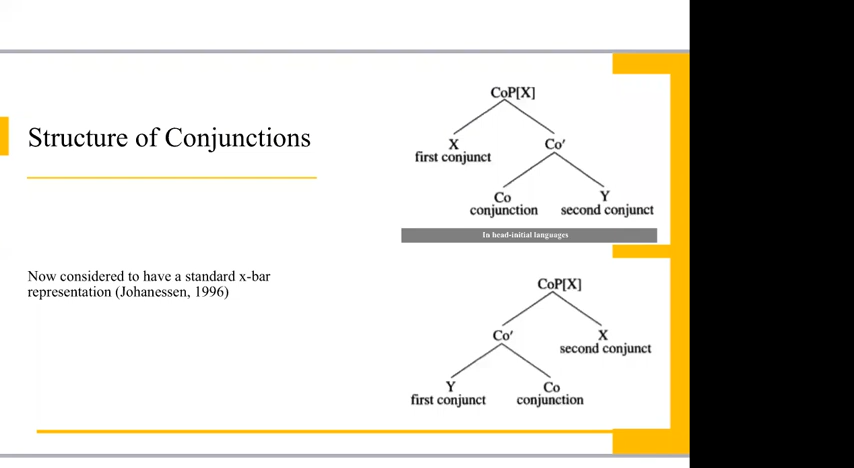 Structure of Conjunctions
Now considered to have a standard x-bar
representation (Johanessen, 1996)
CoP[X]
X Co′
first conjunct
Co Y
conjunction second conjunct
In head-initial languages
CoP[X]
Co′ X
second conjunct
Y Co
first conjunct conjunction